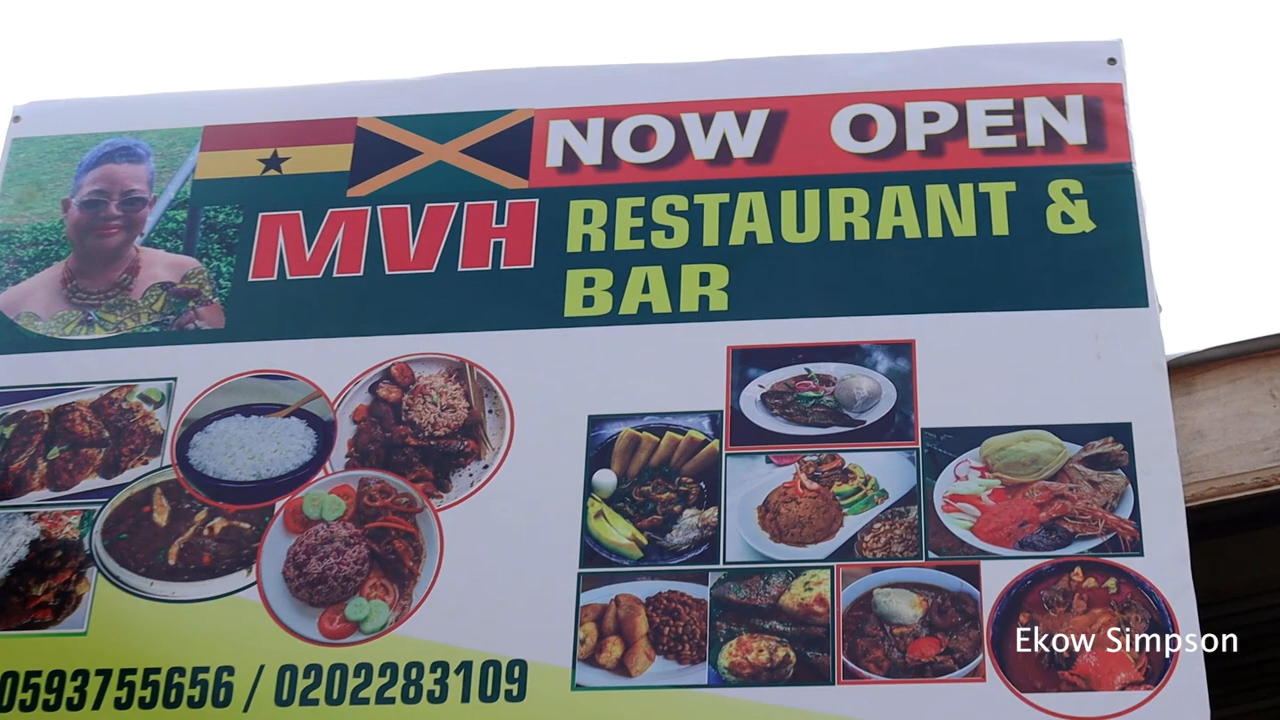 NOW OPEN
MVH RESTAURANT &
BAR
0593755656 / 0202283109
Ekow Simpson